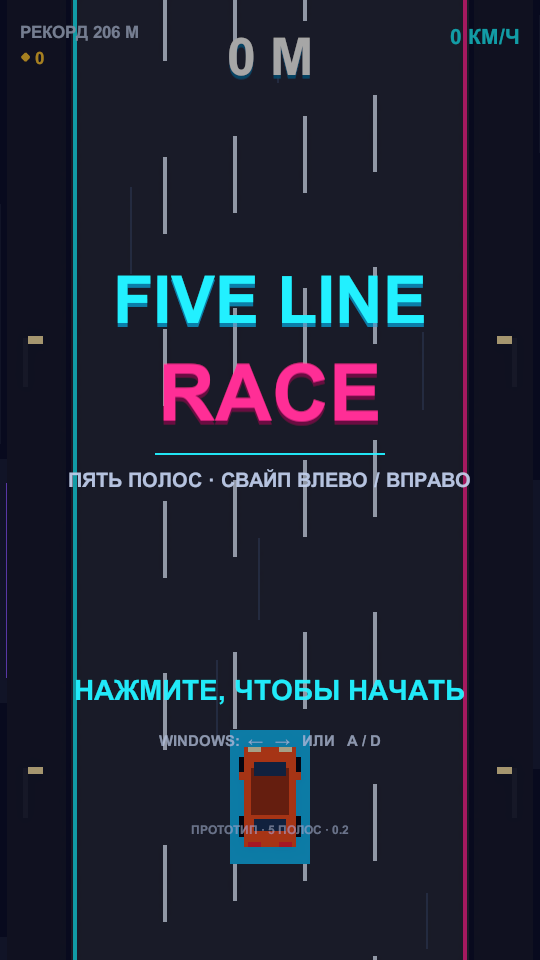 РЕКОРД 206 М
0
0 М
0 КМ/Ч
FIVE LINE
RACE
ПЯТЬ ПОЛОС · СВАЙП ВЛЕВО / ВПРАВО
НАЖМИТЕ, ЧТОБЫ НАЧАТЬ
WINDOWS: ← → ИЛИ A / D
ПРОТОТИП · 5 ПОЛОС · 0.2